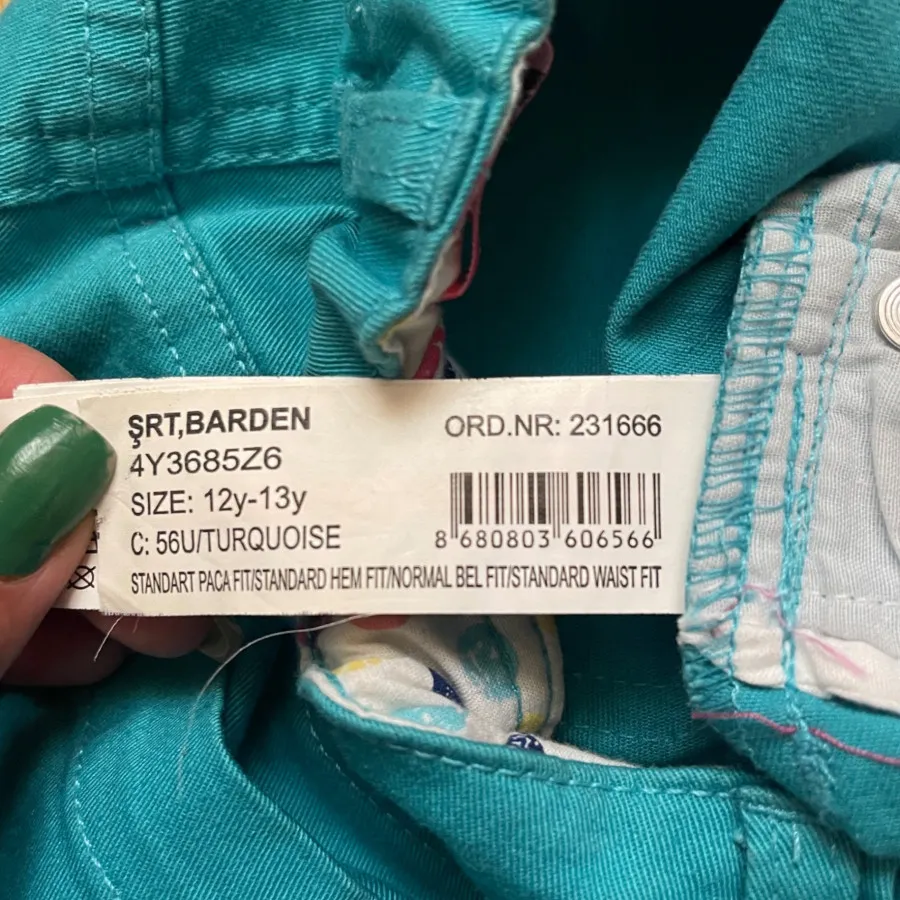 ŞRT,BARDEN
ORD.NR: 231666
4Y3685Z6
SIZE: 12y-13y
C: 56U/TURQUOISE
8 680803 606566
STANDART PACA FIT/STANDARD HEM FIT/NORMAL BEL FIT/STANDARD WAIST FIT